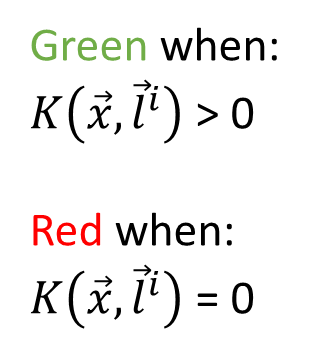 Green when:
K(x⃗, l⃗ⁱ) > 0
Red when:
K(x⃗, l⃗ⁱ) = 0